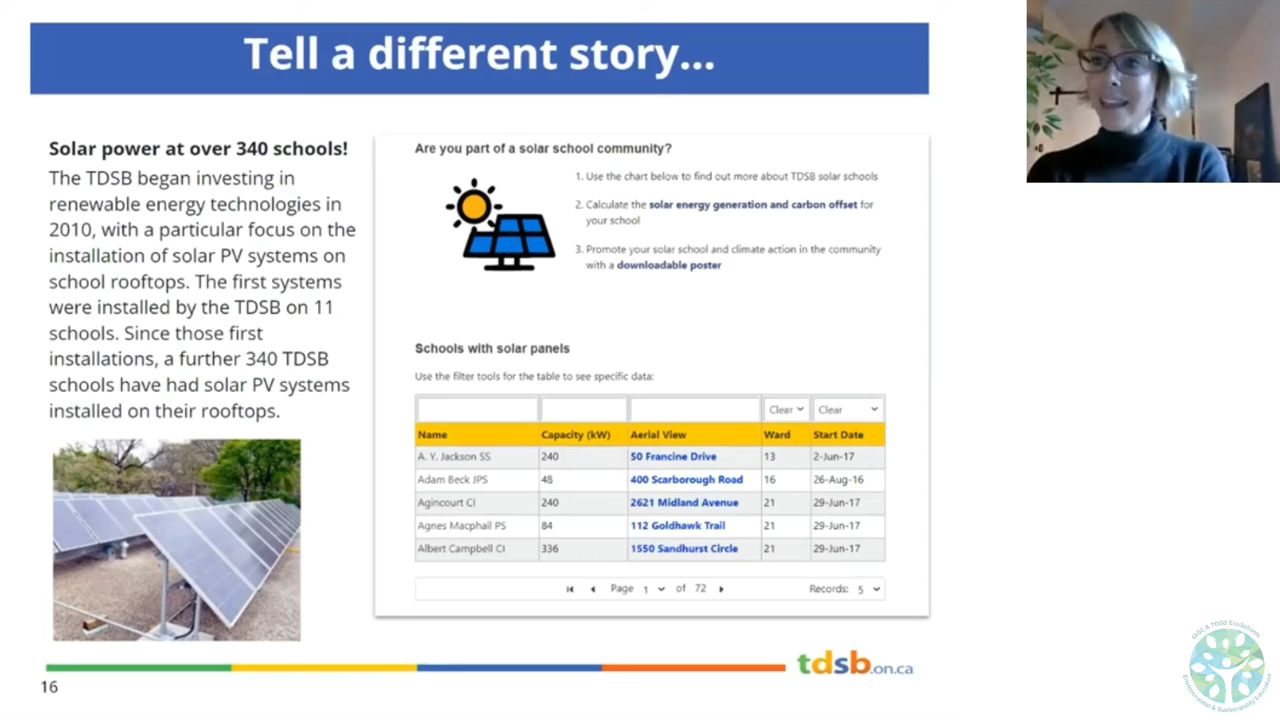 Tell a different story...
Solar power at over 340 schools!
The TDSB began investing in
renewable energy technologies in
2010, with a particular focus on the
installation of solar PV systems on
school rooftops. The first systems
were installed by the TDSB on 11
schools. Since those first
installations, a further 340 TDSB
schools have had solar PV systems
installed on their rooftops.
Are you part of a solar school community?
1. Use the chart below to find out more about TDSB solar schools
2. Calculate the solar energy generation and carbon offset for
your school
3. Promote your solar school and climate action in the community
with a downloadable poster
Schools with solar panels
Use the filter tools for the table to see specific data:
Clear Clear
Name Capacity (kW) Aerial View Ward Start Date
A. Y. Jackson SS 240 50 Francine Drive 13 2-Jun-17
Adam Beck JPS 48 400 Scarborough Road 16 26-Aug-16
Agincourt CI 240 2621 Midland Avenue 21 29-Jun-17
Agnes Macphail PS 84 112 Goldhawk Trail 21 29-Jun-17
Albert Campbell CI 336 1550 Sandhurst Circle 21 29-Jun-17
Page 1 of 72 Records: 5
tdsb.on.ca
16
OISE & TDSB EcoSchools
Environmental & Sustainability Education